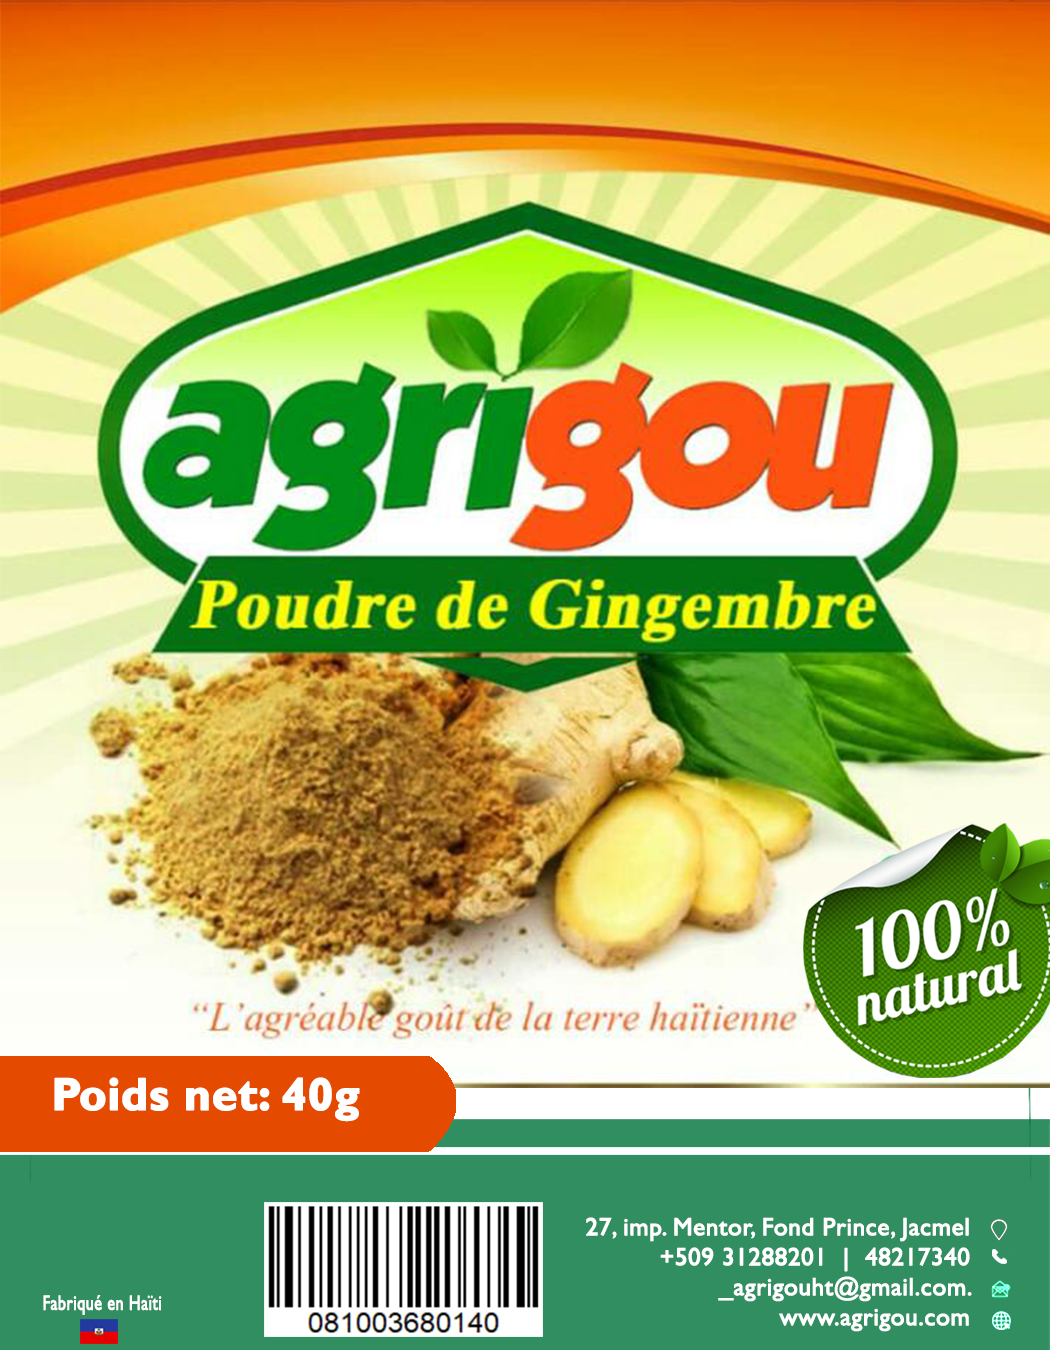 agrigou
Poudre de Gingembre
100%
natural
“L’agréable goût de la terre haïtienne”
Poids net: 40g
27, imp. Mentor, Fond Prince, Jacmel
+509 31288201 | 48217340
_agrigouht@gmail.com.
www.agrigou.com
Fabriqué en Haïti
081003680140